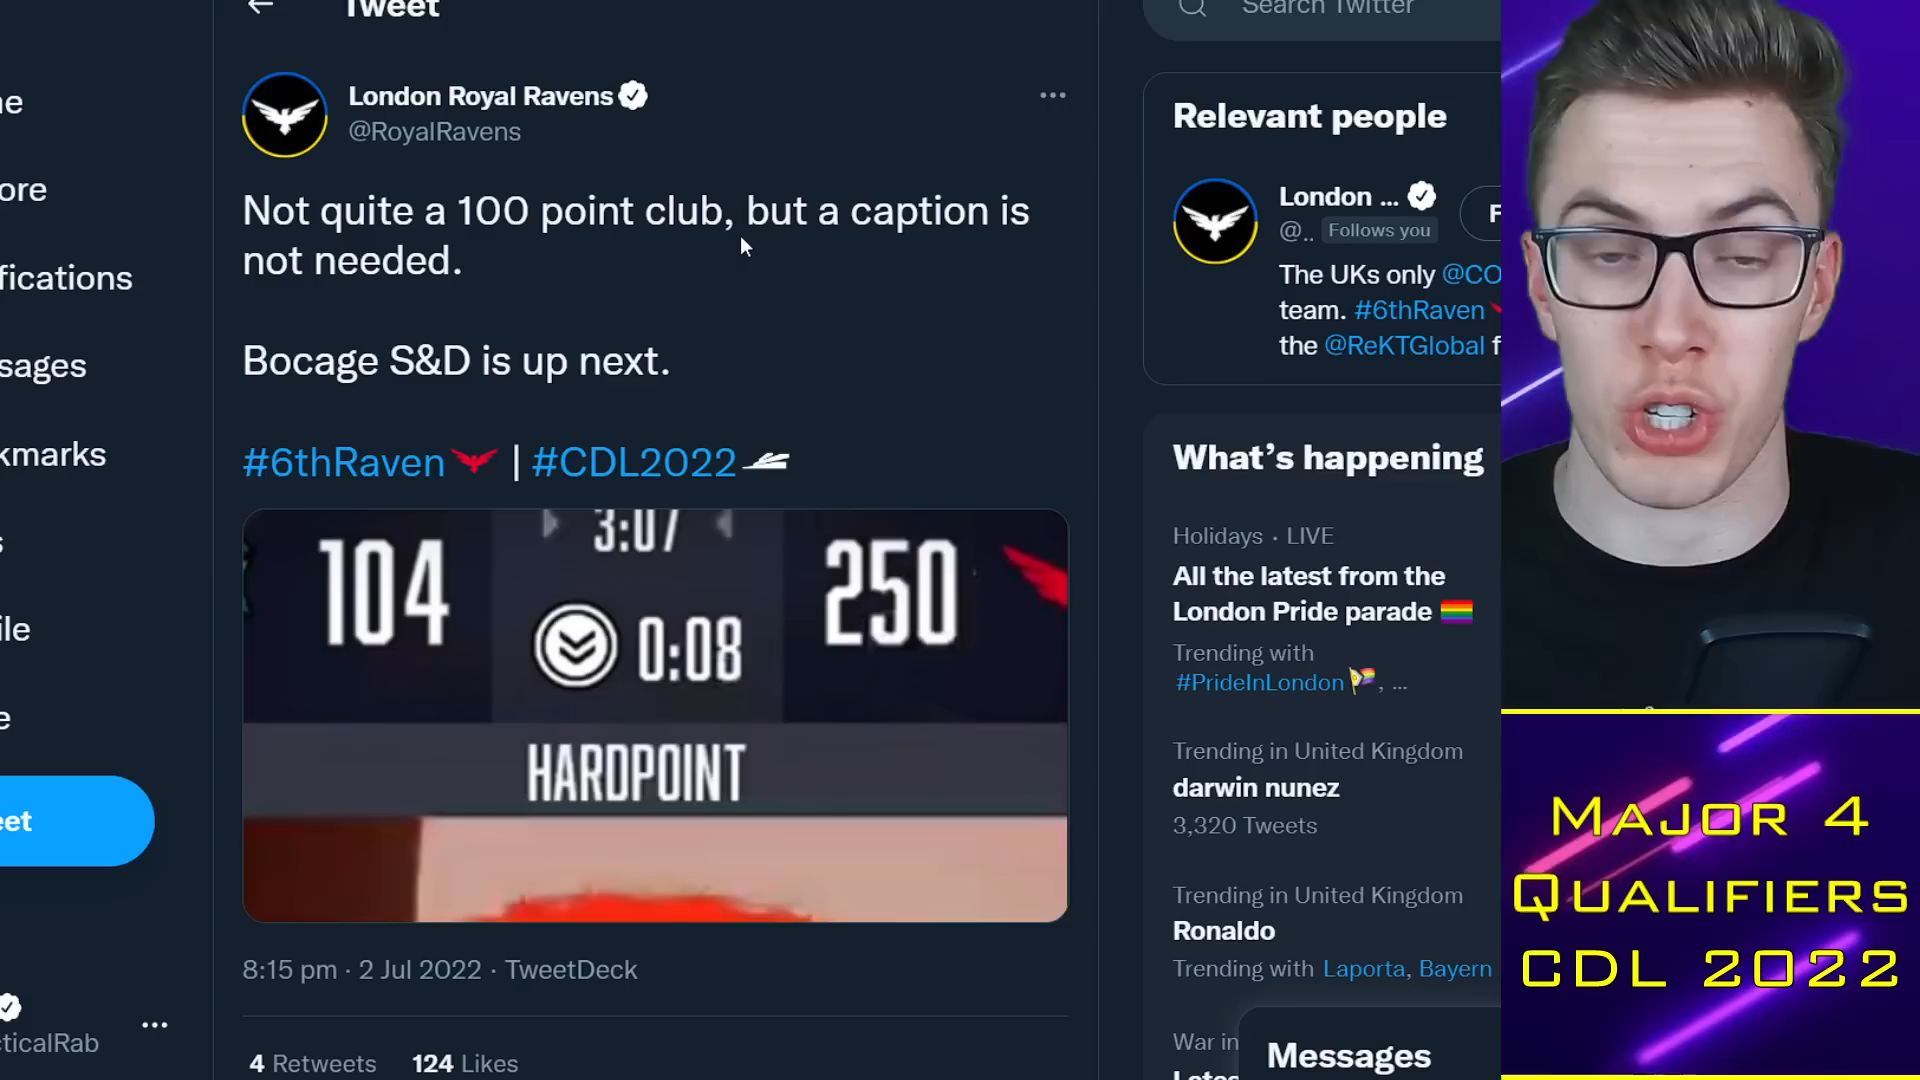 Tweet
Search Twitter
ne
London Royal Ravens
@RoyalRavens
ore
Not quite a 100 point club, but a caption is
not needed.
fications
Bocage S&D is up next.
sages
#6thRaven | #CDL2022
kmarks
104
3:07
250
0:08
HARDPOINT
s
ile
e
eet
8:15 pm · 2 Jul 2022 · TweetDeck
4 Retweets 124 Likes
cticalRab
Relevant people
London ...
F
@.. Follows you
The UKs only @CO
team. #6thRaven
the @ReKTGlobal f
What's happening
Holidays · LIVE
All the latest from the
London Pride parade
Trending with
#PrideInLondon , ...
Trending in United Kingdom
darwin nunez
3,320 Tweets
Trending in United Kingdom
Ronaldo
Trending with Laporta, Bayern
War in
Lates
Messages
Major 4
Qualifiers
CDL 2022